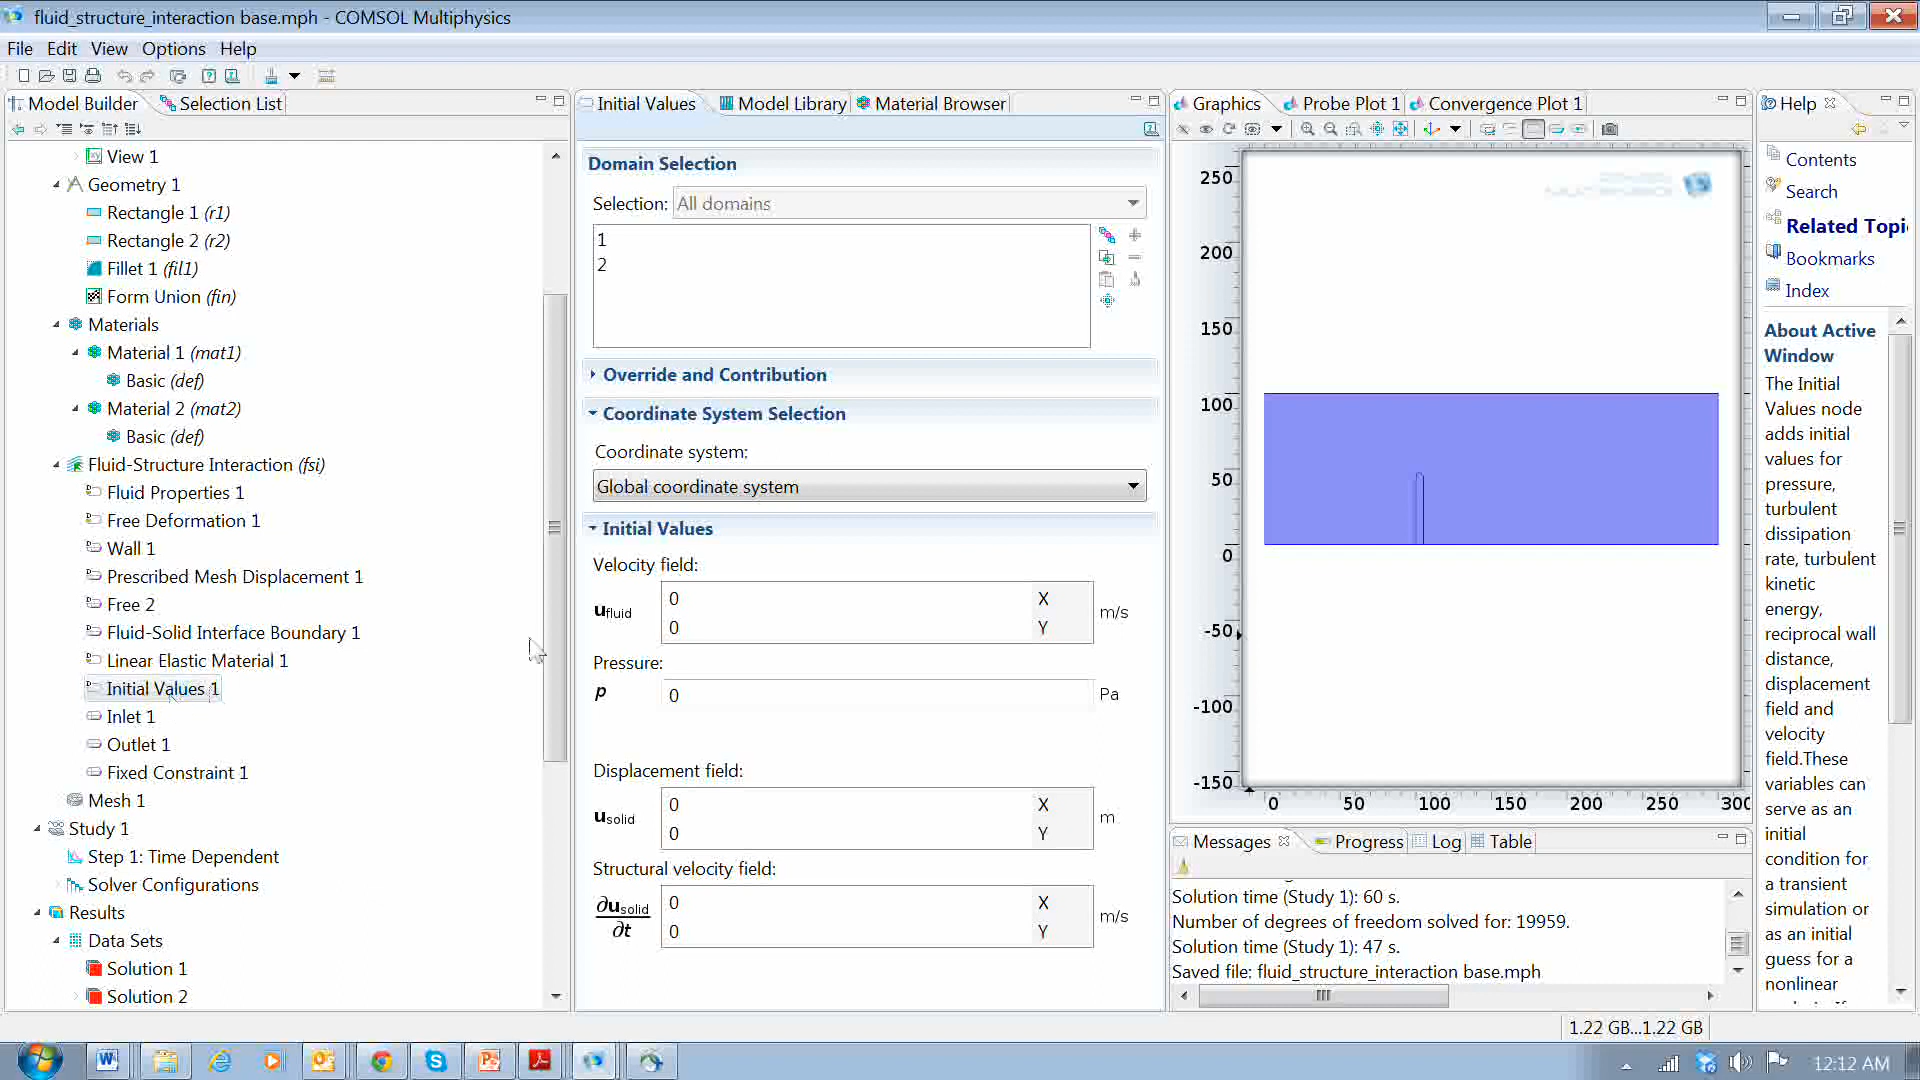 fluid_structure_interaction base.mph - COMSOL Multiphysics
File Edit View Options Help
Model Builder Selection List
View 1
Geometry 1
Rectangle 1 (r1)
Rectangle 2 (r2)
Fillet 1 (fil1)
Form Union (fin)
Materials
Material 1 (mat1)
Basic (def)
Material 2 (mat2)
Basic (def)
Fluid-Structure Interaction (fsi)
Fluid Properties 1
Free Deformation 1
Wall 1
Prescribed Mesh Displacement 1
Free 2
Fluid-Solid Interface Boundary 1
Linear Elastic Material 1
Initial Values 1
Inlet 1
Outlet 1
Fixed Constraint 1
Mesh 1
Study 1
Step 1: Time Dependent
Solver Configurations
Results
Data Sets
Solution 1
Solution 2
Initial Values Model Library Material Browser
Domain Selection
Selection: All domains
1
2
Override and Contribution
Coordinate System Selection
Coordinate system:
Global coordinate system
Initial Values
Velocity field:
u fluid 0 X m/s
0 Y
Pressure:
p 0 Pa
Displacement field:
u solid 0 X m
0 Y
Structural velocity field:
∂u solid 0 X m/s
∂t 0 Y
Graphics Probe Plot 1 Convergence Plot 1
250
200
150
100
50
0
-50
-100
-150
0 50 100 150 200 250 300
Messages Progress Log Table
Solution time (Study 1): 60 s.
Number of degrees of freedom solved for: 19959.
Solution time (Study 1): 47 s.
Saved file: fluid_structure_interaction base.mph
Help
Contents
Search
Related Topi
Bookmarks
Index
About Active
Window
The Initial
Values node
adds initial
values for
pressure,
turbulent
dissipation
rate, turbulent
kinetic
energy,
reciprocal wall
distance,
displacement
field and
velocity
field.These
variables can
serve as an
initial
condition for
a transient
simulation or
as an initial
guess for a
nonlinear
1.22 GB...1.22 GB
12:12 AM